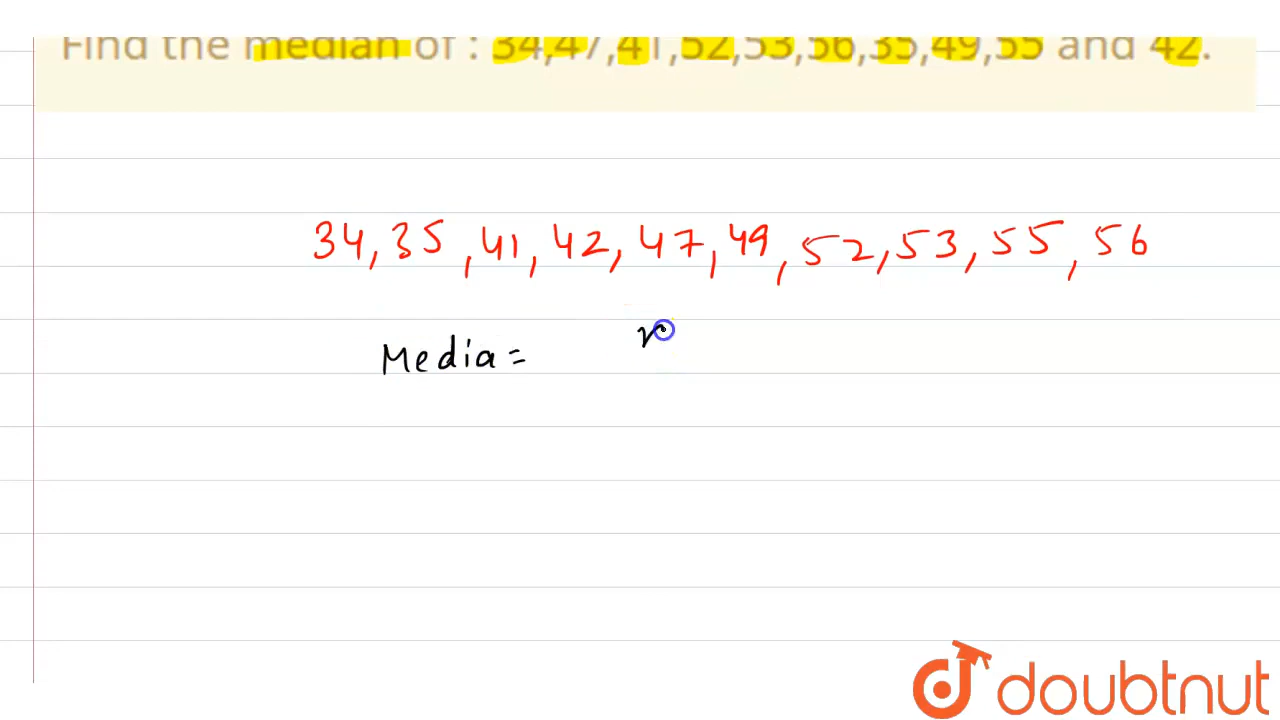 Find the median of : 34,47,41,52,53,56,35,49,55 and 42.
34, 35, 41, 42, 47, 49, 52, 53, 55, 56
Media=
doubtnut